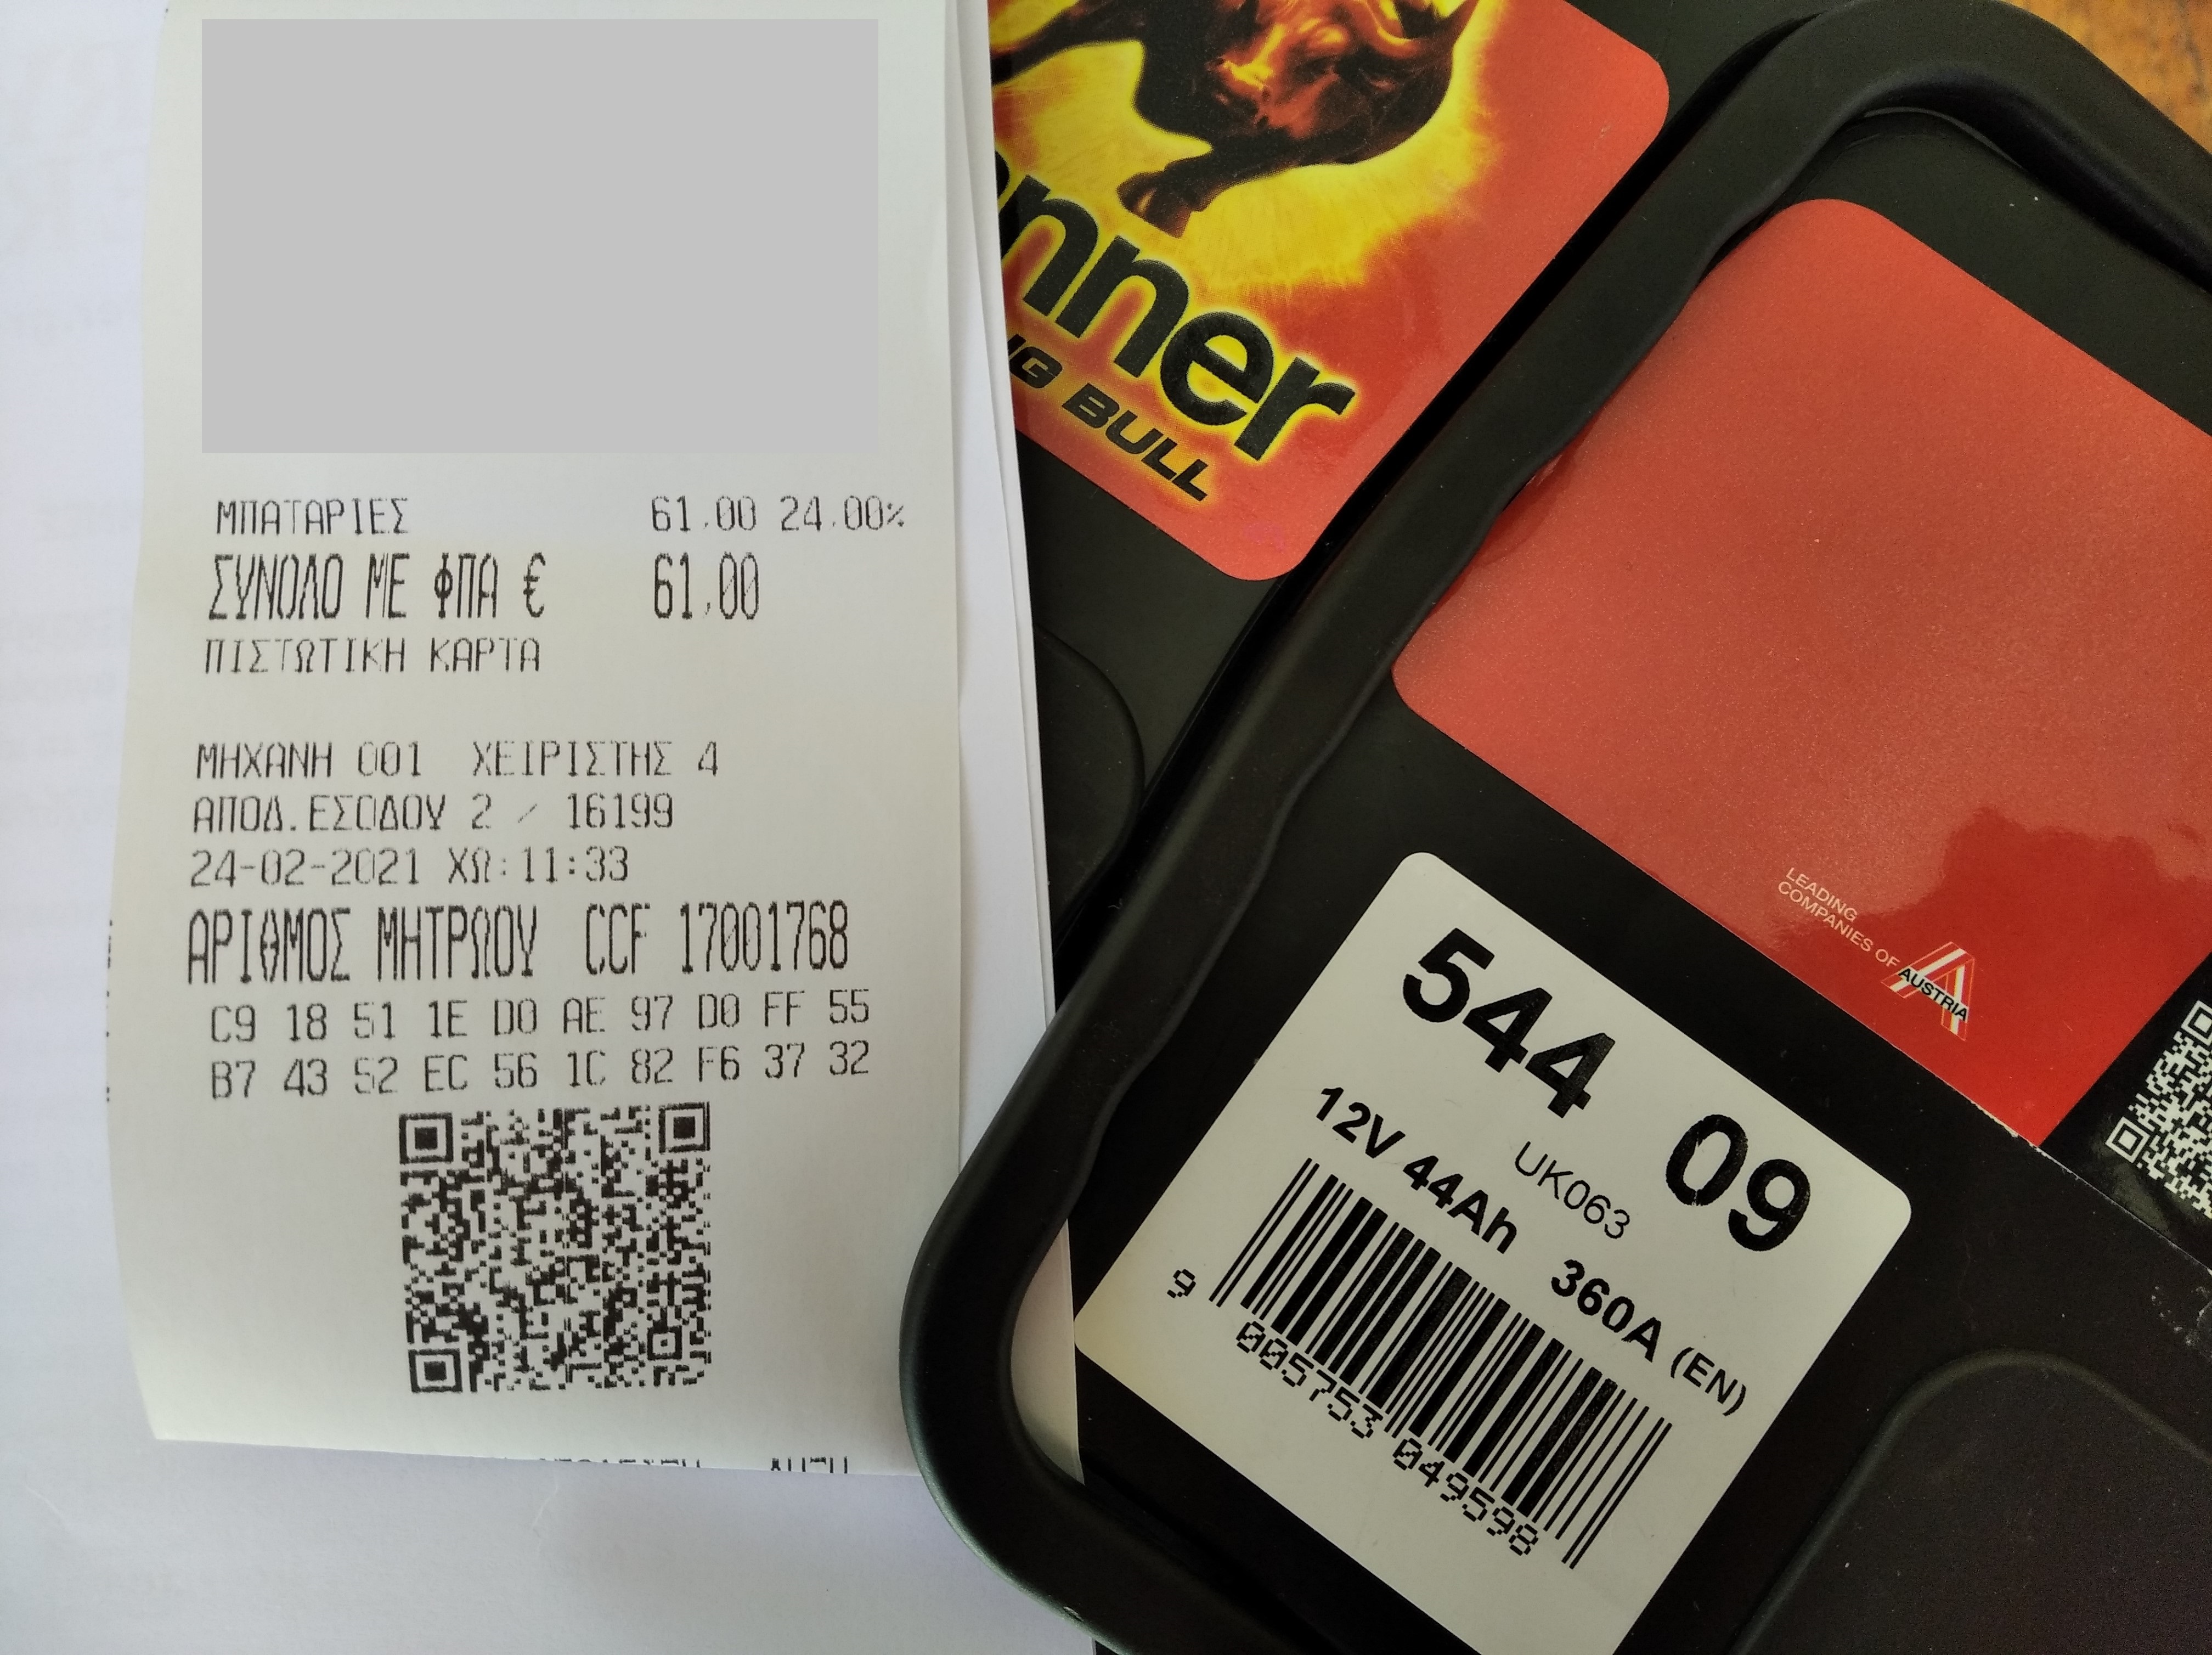 ΜΠΑΤΑΡΙΕΣ 61.00 24.00%
ΣΥΝΟΛΟ ΜΕ ΦΠΑ € 61,00
ΠΙΣΤΩΤΙΚΗ ΚΑΡΤΑ
ΜΗΧΑΝΗ 001 ΧΕΙΡΙΣΤΗΣ 4
ΑΠΟΔ.ΕΣΟΔΟΥ 2 / 16199
24-02-2021 ΧΩ:11:33
ΑΡΙΘΜΟΣ ΜΗΤΡΩΟΥ CCF 17001768
C9 18 51 1E D0 AE 97 D0 FF 55
B7 43 52 EC 56 1C 82 F6 37 32
nner
G BULL
LEADING
COMPANIES OF
AUSTRIA
544 09
UK063
12V 44Ah 360A (EN)
9 005753 049598